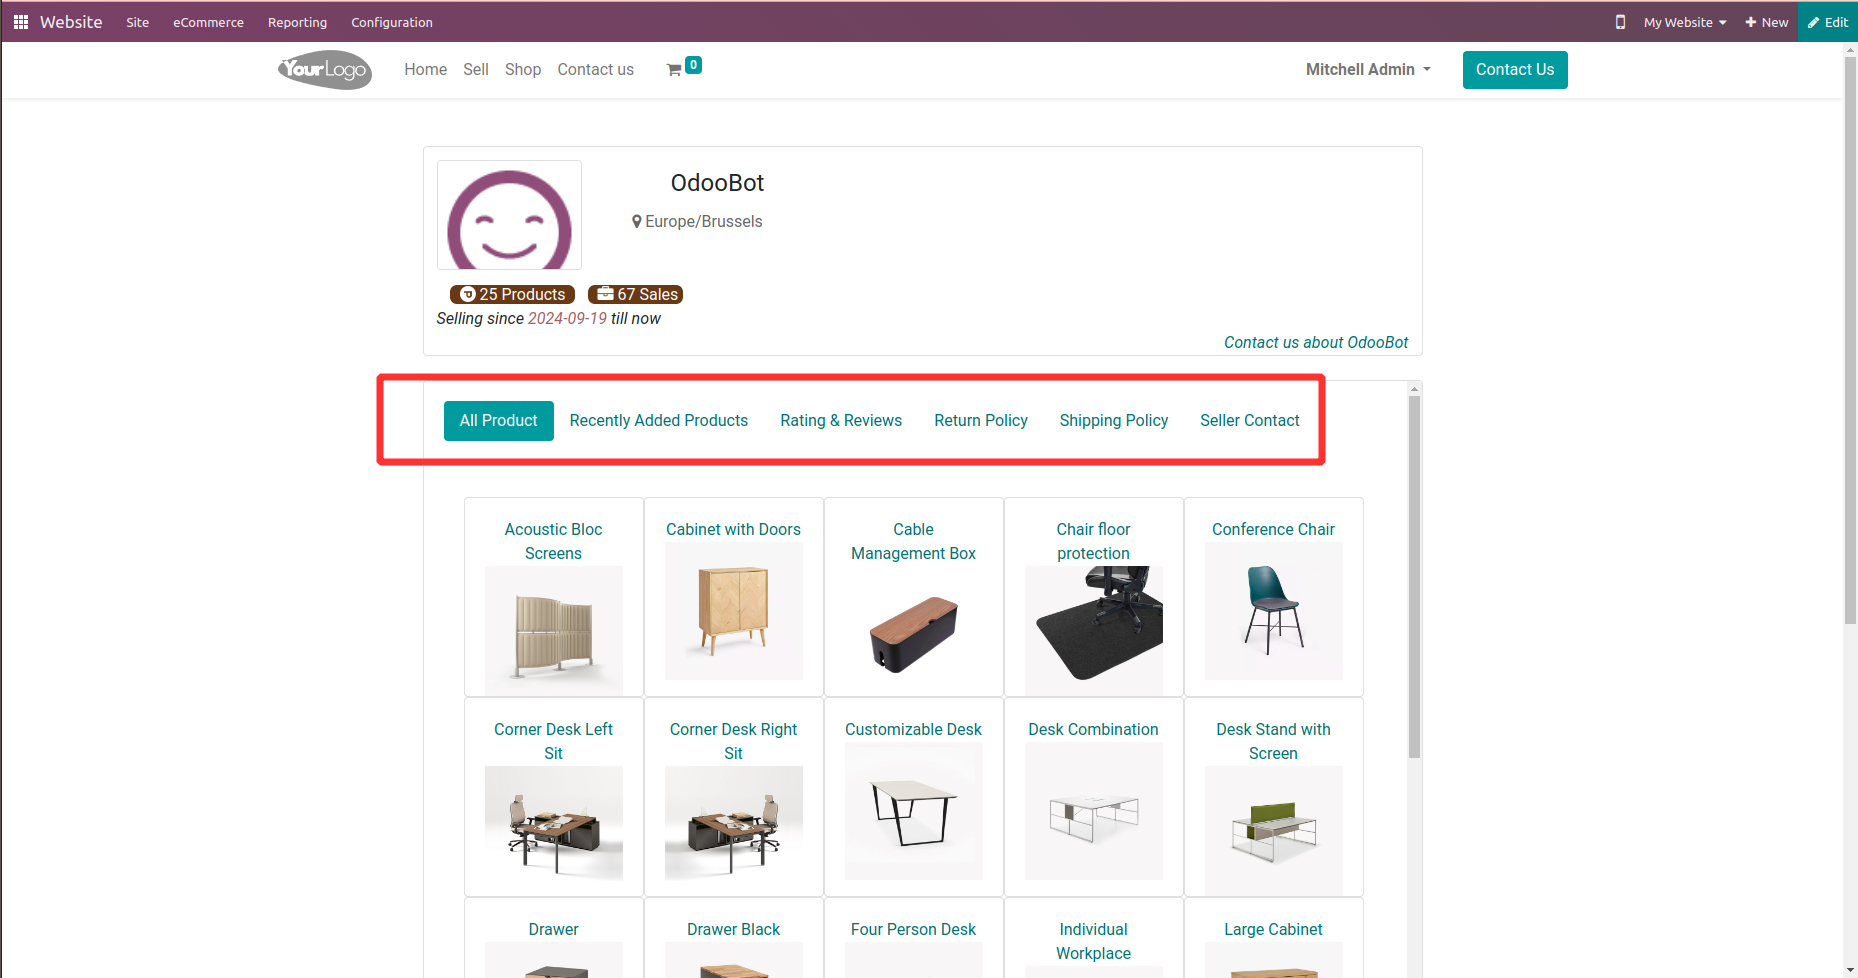 Website Site eCommerce Reporting Configuration My Website New Edit
YourLogo Home Sell Shop Contact us 0 Mitchell Admin Contact Us
OdooBot
Europe/Brussels
25 Products 67 Sales
Selling since 2024-09-19 till now
Contact us about OdooBot
All Product Recently Added Products Rating & Reviews Return Policy Shipping Policy Seller Contact
Acoustic Bloc
Screens
Cabinet with Doors
Cable
Management Box
Chair floor
protection
Conference Chair
Corner Desk Left
Sit
Corner Desk Right
Sit
Customizable Desk
Desk Combination
Desk Stand with
Screen
Drawer
Drawer Black
Four Person Desk
Individual
Workplace
Large Cabinet